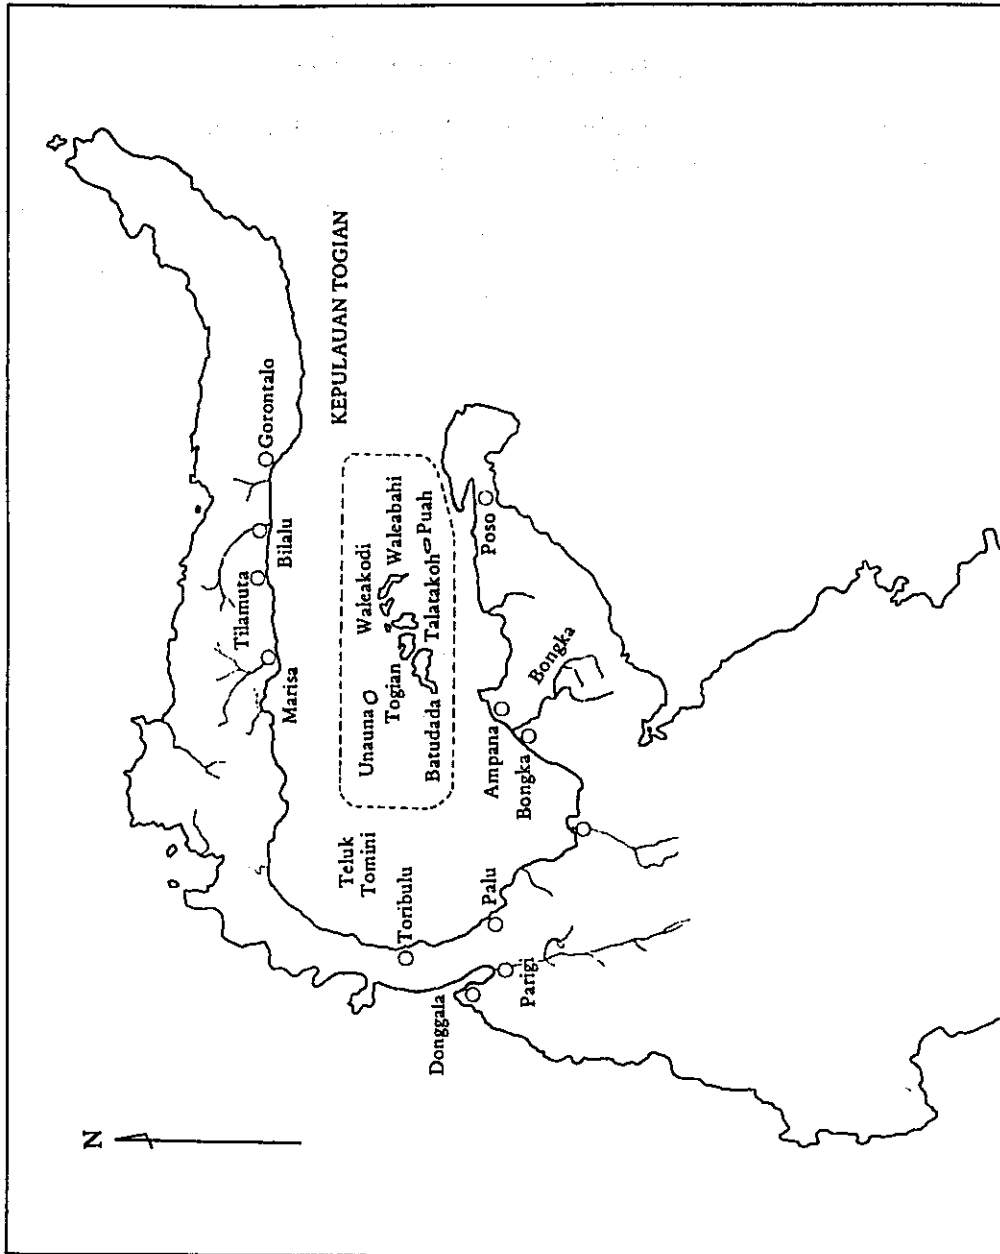 N
KEPULAUAN TOGIAN
Gorontalo
Bilalu
Tilamuta
Marisa
Waleakodi
Waleabahi
Unauna
Togian
Talatakoh
Puah
Batudada
Teluk
Tomini
Toribulu
Palu
Donggala
Parigi
Ampana
Bongka
Bongka
Poso